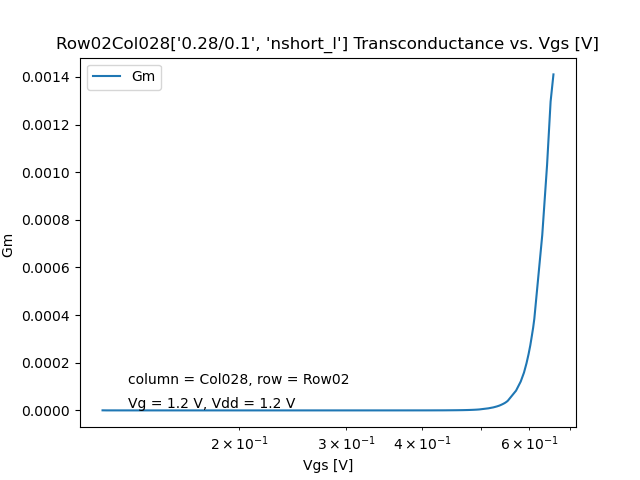 Row02Col028['0.28/0.1', 'nshort_l'] Transconductance vs. Vgs [V]
Gm
0.0014
0.0012
0.0010
0.0008
0.0006
0.0004
0.0002
0.0000
Gm
column = Col028, row = Row02
Vg = 1.2 V, Vdd = 1.2 V
2 × 10⁻¹
3 × 10⁻¹
4 × 10⁻¹
6 × 10⁻¹
Vgs [V]